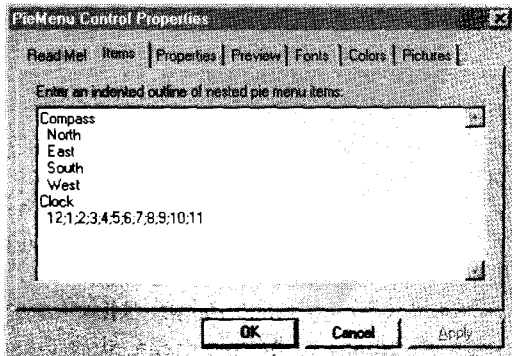 PieMenu Control Properties
Read Me! Items Properties Preview Fonts Colors Pictures
Enter an indented outline of nested pie menu items:
Compass
North
East
South
West
Clock
12;1;2;3;4;5;6;7;8;9;10;11
OK Cancel Apply